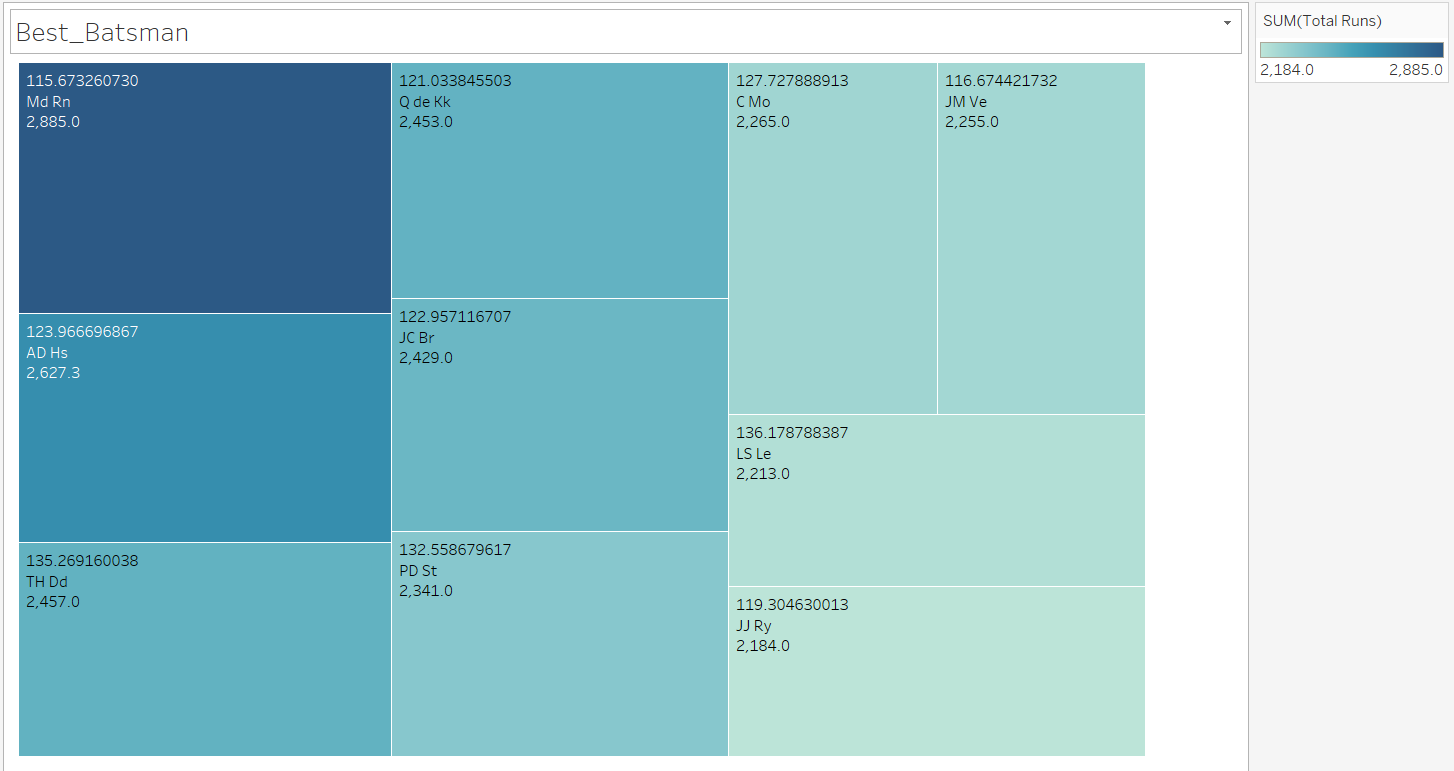 Best_Batsman
115.673260730
Md Rn
2,885.0
123.966696867
AD Hs
2,627.3
135.269160038
TH Dd
2,457.0
121.033845503
Q de Kk
2,453.0
122.957116707
JC Br
2,429.0
132.558679617
PD St
2,341.0
127.727888913
C Mo
2,265.0
116.674421732
JM Ve
2,255.0
136.178788387
LS Le
2,213.0
119.304630013
JJ Ry
2,184.0
SUM(Total Runs)
2,184.0 2,885.0